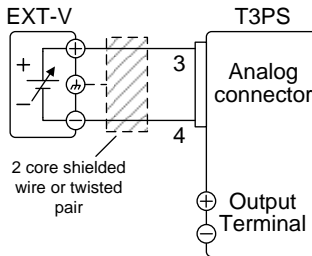 EXT-V
T3PS
+
−
+
−
3
4
Analog
connector
2 core shielded
wire or twisted
pair
+
−
Output
Terminal